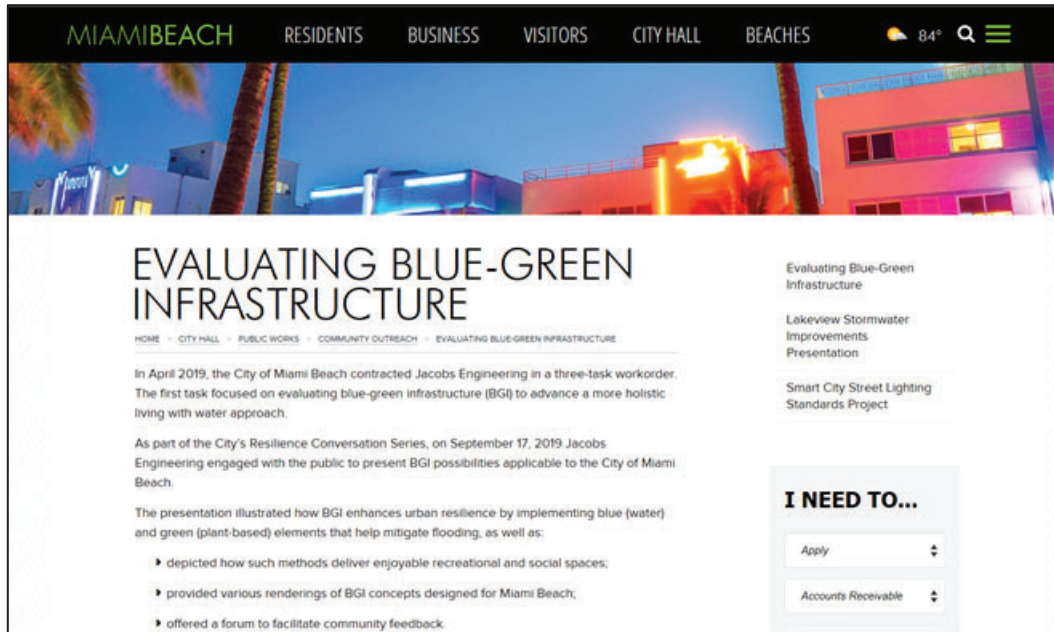 MIAMIBEACH RESIDENTS BUSINESS VISITORS CITY HALL BEACHES 84°
EVALUATING BLUE-GREEN
INFRASTRUCTURE
HOME CITY HALL PUBLIC WORKS COMMUNITY OUTREACH EVALUATING BLUE-GREEN INFRASTRUCTURE
In April 2019, the City of Miami Beach contracted Jacobs Engineering in a three-task workorder.
The first task focused on evaluating blue-green infrastructure (BGI) to advance a more holistic
living with water approach.
As part of the City's Resilience Conversation Series, on September 17, 2019 Jacobs
Engineering engaged with the public to present BGI possibilities applicable to the City of Miami
Beach.
The presentation illustrated how BGI enhances urban resilience by implementing blue (water)
and green (plant-based) elements that help mitigate flooding, as well as:
depicted how such methods deliver enjoyable recreational and social spaces;
provided various renderings of BGI concepts designed for Miami Beach;
offered a forum to facilitate community feedback.
Evaluating Blue-Green
Infrastructure
Lakeview Stormwater
Improvements
Presentation
Smart City Street Lighting
Standards Project
I NEED TO...
Apply
Accounts Receivable